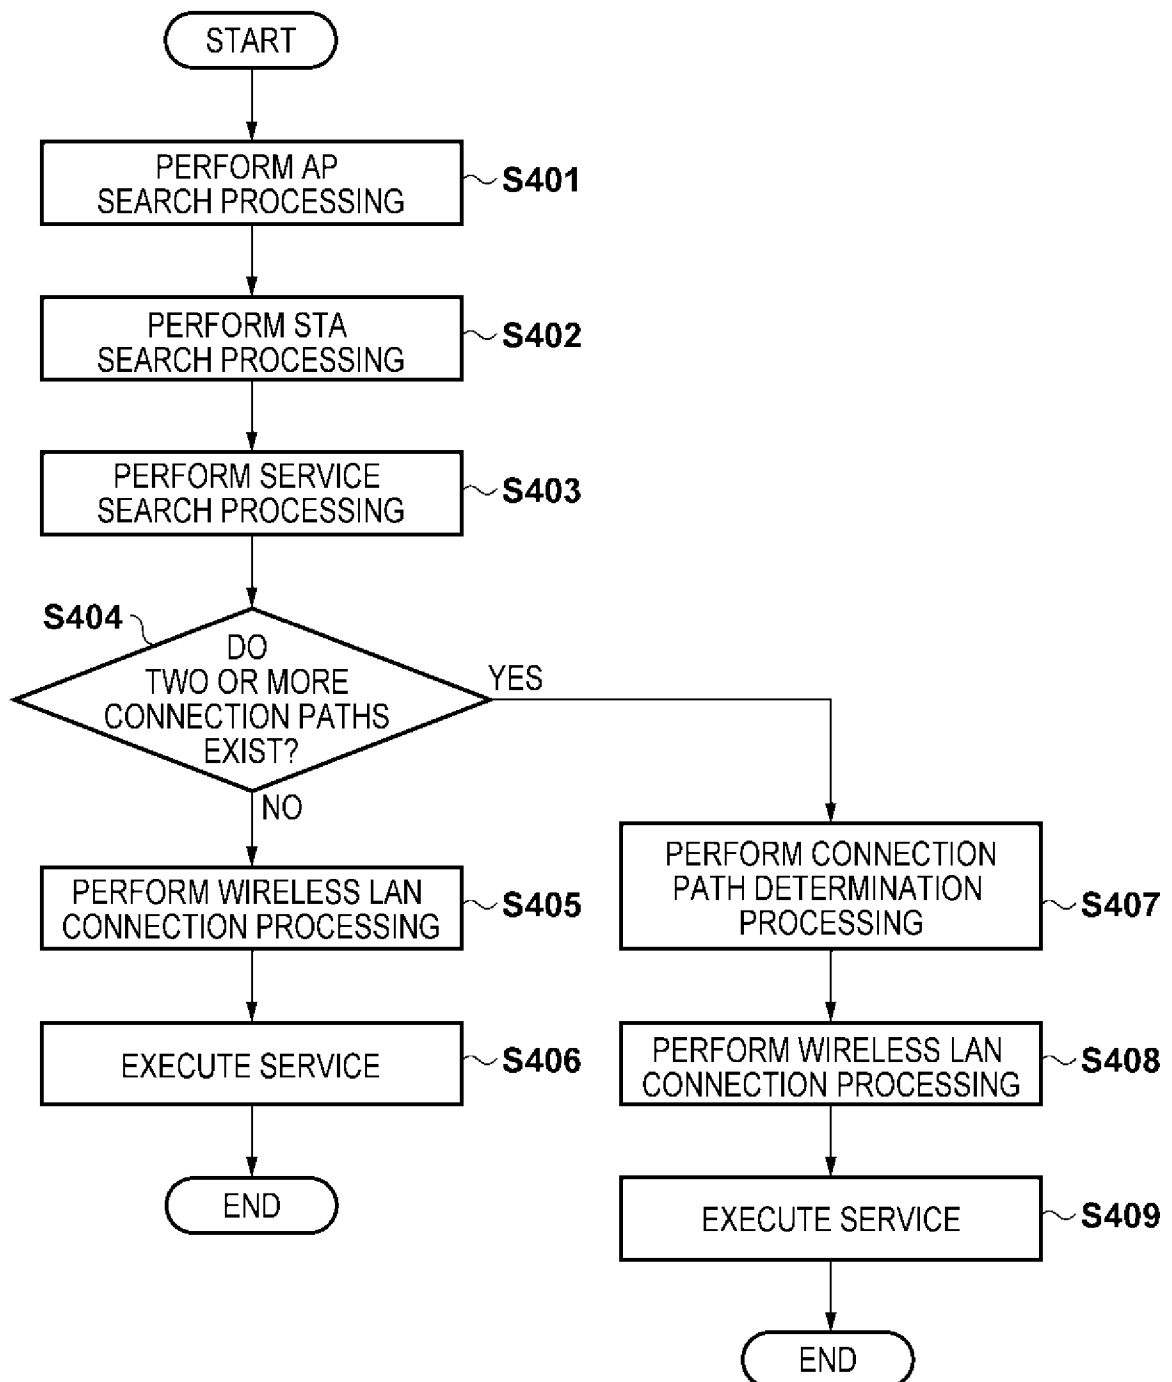 START
PERFORM AP
SEARCH PROCESSING
S401
PERFORM STA
SEARCH PROCESSING
S402
PERFORM SERVICE
SEARCH PROCESSING
S403
S404
DO
TWO OR MORE
CONNECTION PATHS
EXIST?
YES
NO
PERFORM WIRELESS LAN
CONNECTION PROCESSING
S405
EXECUTE SERVICE
S406
END
PERFORM CONNECTION
PATH DETERMINATION
PROCESSING
S407
PERFORM WIRELESS LAN
CONNECTION PROCESSING
S408
EXECUTE SERVICE
S409
END